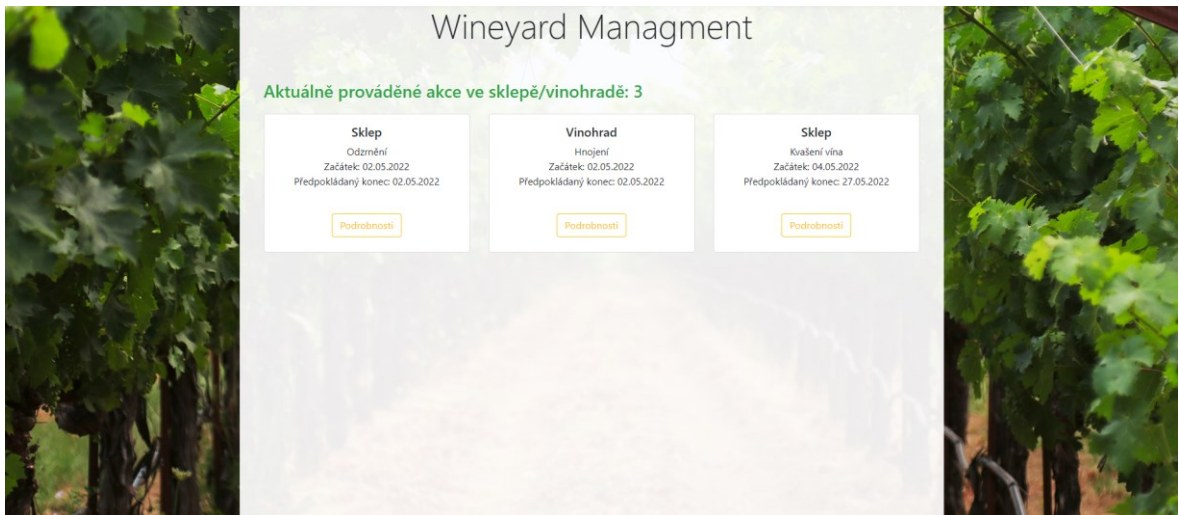 Wineyard Managment
Aktuálně prováděné akce ve sklepě/vinohradě: 3
Sklep
Odzrnění
Začátek: 02.05.2022
Předpokládaný konec: 02.05.2022
Podrobnosti
Vinohrad
Hnojení
Začátek: 02.05.2022
Předpokládaný konec: 02.05.2022
Podrobnosti
Sklep
Kvašení vína
Začátek: 04.05.2022
Předpokládaný konec: 27.05.2022
Podrobnosti